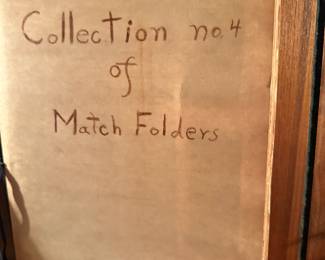 Collection no. 4
of
Match Folders